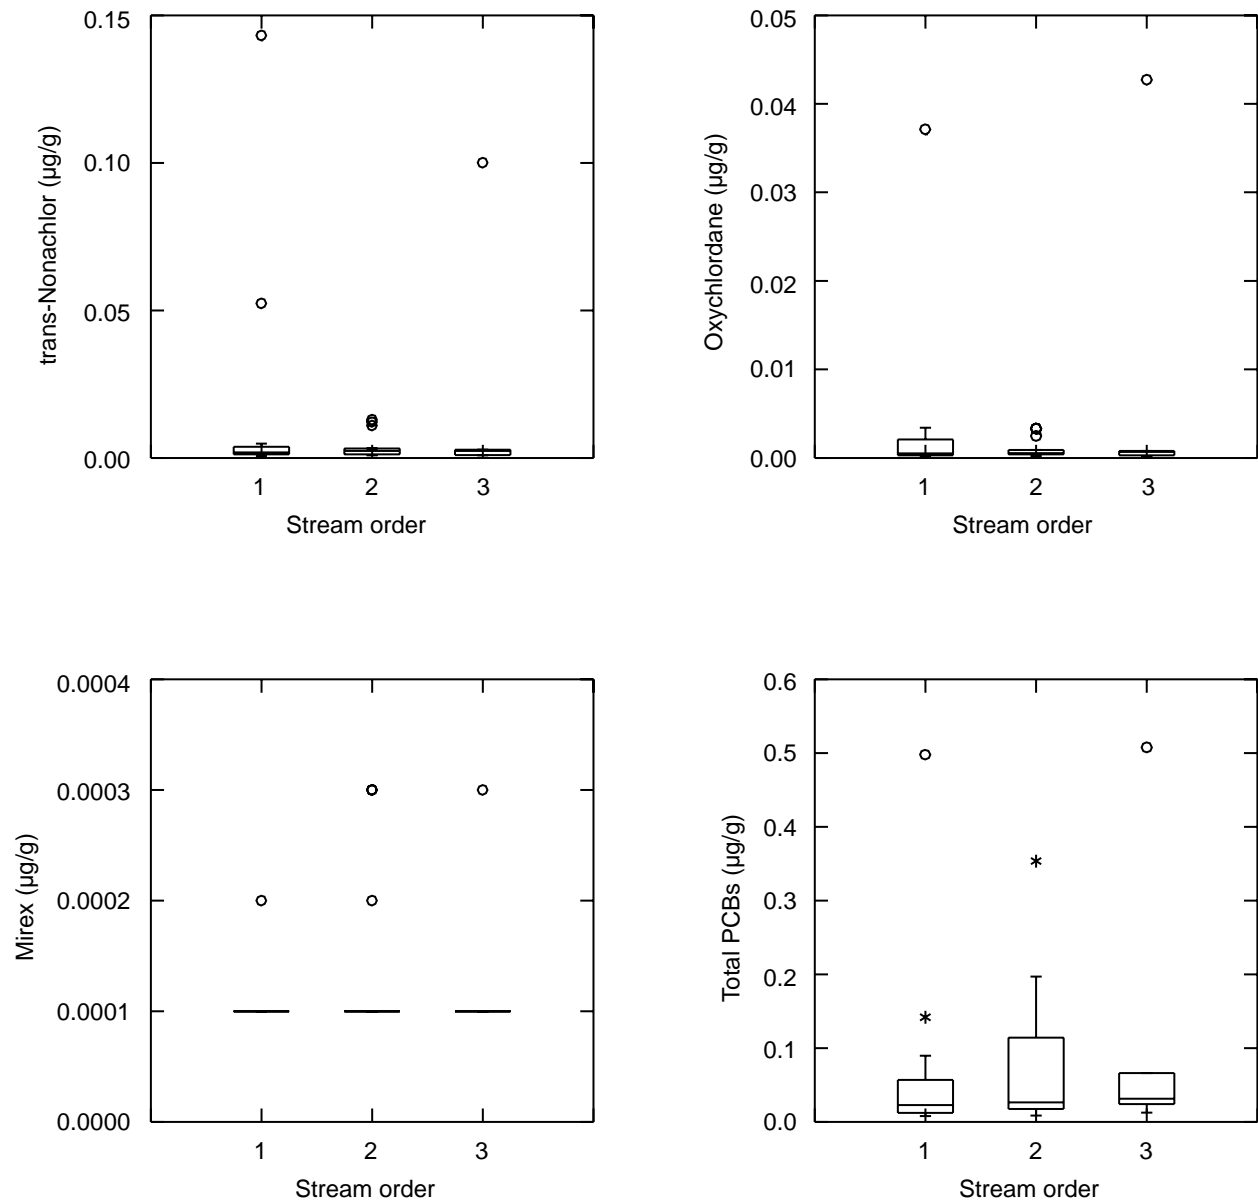 trans-Nonachlor (µg/g)
0.15
0.10
0.05
0.00
1 2 3
Stream order
Oxychlordane (µg/g)
0.05
0.04
0.03
0.02
0.01
0.00
1 2 3
Stream order
Mirex (µg/g)
0.0004
0.0003
0.0002
0.0001
0.0000
1 2 3
Stream order
Total PCBs (µg/g)
0.6
0.5
0.4
0.3
0.2
0.1
0.0
1 2 3
Stream order